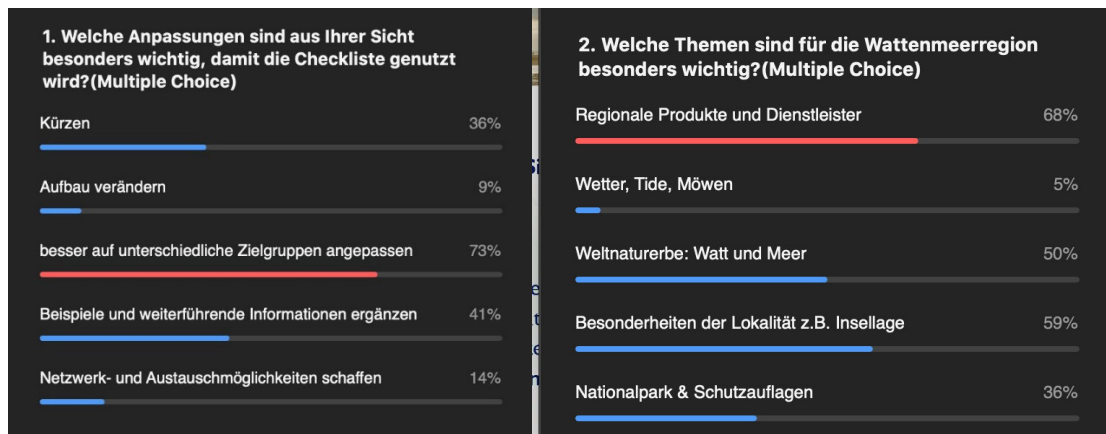 1. Welche Anpassungen sind aus Ihrer Sicht
besonders wichtig, damit die Checkliste genutzt
wird?(Multiple Choice)
Kürzen 36%
Aufbau verändern 9%
besser auf unterschiedliche Zielgruppen angepassen 73%
Beispiele und weiterführende Informationen ergänzen 41%
Netzwerk- und Austauschmöglichkeiten schaffen 14%
2. Welche Themen sind für die Wattenmeerregion
besonders wichtig?(Multiple Choice)
Regionale Produkte und Dienstleister 68%
Wetter, Tide, Möwen 5%
Weltnaturerbe: Watt und Meer 50%
Besonderheiten der Lokalität z.B. Insellage 59%
Nationalpark & Schutzauflagen 36%